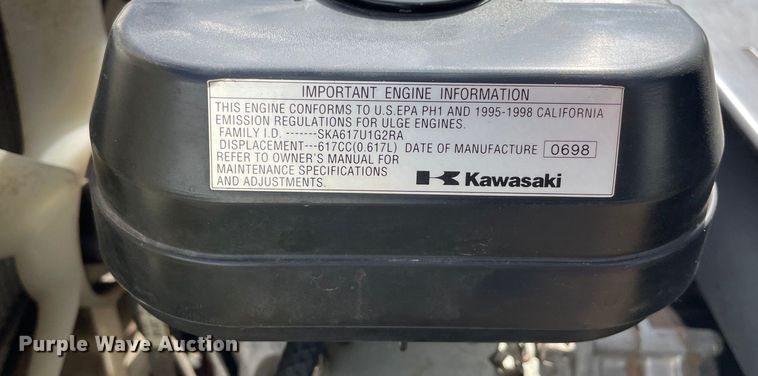 IMPORTANT ENGINE INFORMATION
THIS ENGINE CONFORMS TO U.S.EPA PH1 AND 1995-1998 CALIFORNIA
EMISSION REGULATIONS FOR ULGE ENGINES.
FAMILY I.D. -------SKA617U1G2RA
DISPLACEMENT---617CC(0.617L) DATE OF MANUFACTURE 0698
REFER TO OWNER'S MANUAL FOR
MAINTENANCE SPECIFICATIONS
AND ADJUSTMENTS.
Kawasaki
Purple Wave Auction